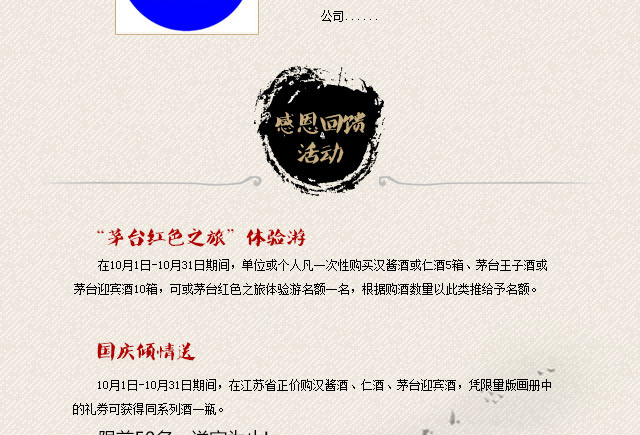 公司......
感恩回馈
活动
“茅台红色之旅”体验游
在10月1日-10月31日期间，单位或个人凡一次性购买汉酱酒或仁酒5箱、茅台王子酒或
茅台迎宾酒10箱，可或茅台红色之旅体验游名额一名，根据购酒数量以此类推给予名额。
国庆倾情送
10月1日-10月31日期间，在江苏省正价购汉酱酒、仁酒、茅台迎宾酒，凭限量版画册中
的礼券可获得同系列酒一瓶。